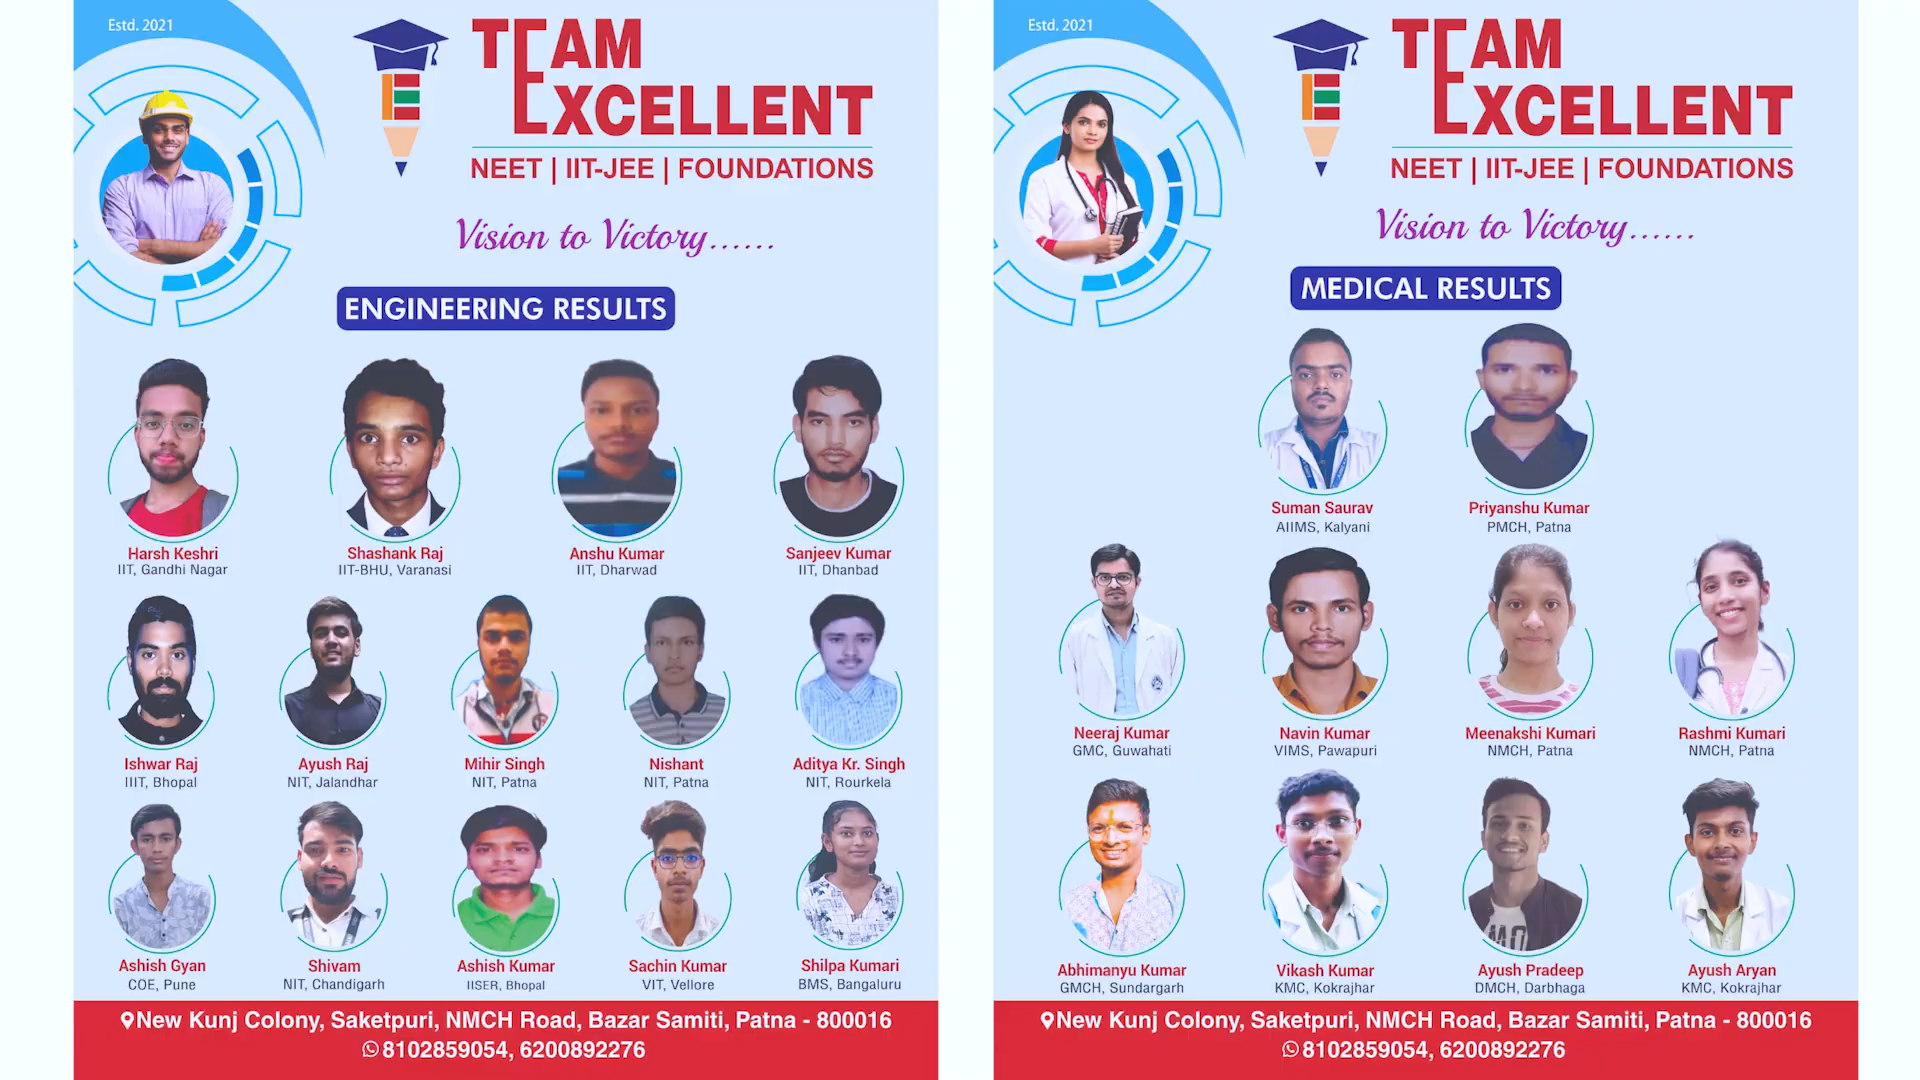 Estd. 2021
TEAM
EXCELLENT
NEET | IIT-JEE | FOUNDATIONS
Vision to Victory......
ENGINEERING RESULTS
Harsh Keshri
IIT, Gandhi Nagar
Shashank Raj
IIT-BHU, Varanasi
Anshu Kumar
IIT, Dharwad
Sanjeev Kumar
IIT, Dhanbad
Ishwar Raj
IIIT, Bhopal
Ayush Raj
NIT, Jalandhar
Mihir Singh
NIT, Patna
Nishant
NIT, Patna
Aditya Kr. Singh
NIT, Rourkela
Ashish Gyan
COE, Pune
Shivam
NIT, Chandigarh
Ashish Kumar
IISER, Bhopal
Sachin Kumar
VIT, Vellore
Shilpa Kumari
BMS, Bangaluru
New Kunj Colony, Saketpuri, NMCH Road, Bazar Samiti, Patna - 800016
8102859054, 6200892276
Estd. 2021
TEAM
EXCELLENT
NEET | IIT-JEE | FOUNDATIONS
Vision to Victory......
MEDICAL RESULTS
Suman Saurav
AIIMS, Kalyani
Priyanshu Kumar
PMCH, Patna
Neeraj Kumar
GMC, Guwahati
Navin Kumar
VIMS, Pawapuri
Meenakshi Kumari
NMCH, Patna
Rashmi Kumari
NMCH, Patna
Abhimanyu Kumar
GMCH, Sundargarh
Vikash Kumar
KMC, Kokrajhar
Ayush Pradeep
DMCH, Darbhaga
Ayush Aryan
KMC, Kokrajhar
New Kunj Colony, Saketpuri, NMCH Road, Bazar Samiti, Patna - 800016
8102859054, 6200892276